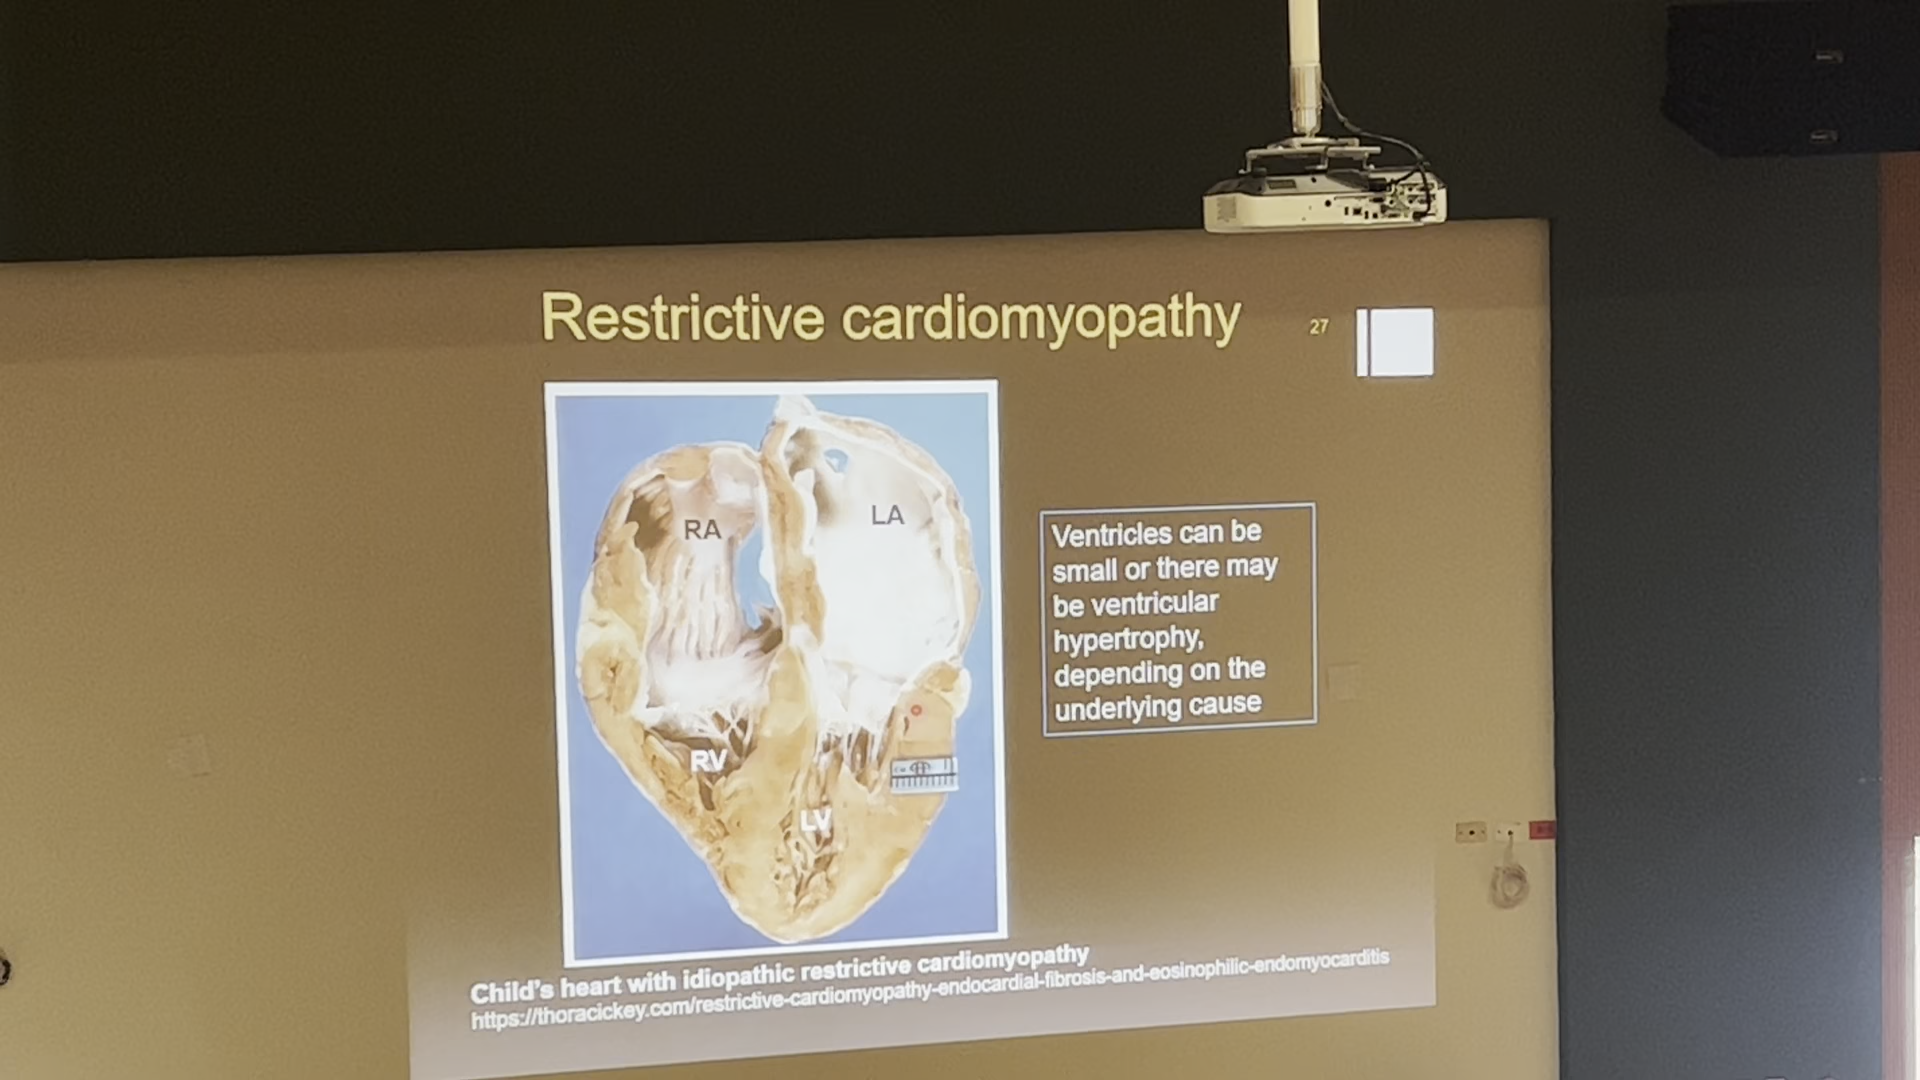 Restrictive cardiomyopathy
27
RA
LA
RV
LV
Ventricles can be
small or there may
be ventricular
hypertrophy,
depending on the
underlying cause
Child's heart with idiopathic restrictive cardiomyopathy
https://thoracickey.com/restrictive-cardiomyopathy-endocardial-fibrosis-and-eosinophilic-endomyocarditis